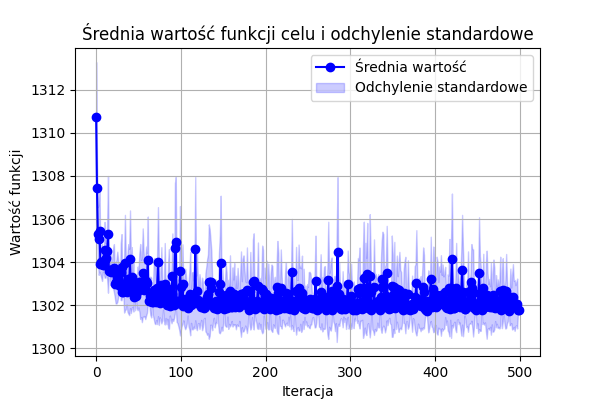 Średnia wartość funkcji celu i odchylenie standardowe
Średnia wartość
Odchylenie standardowe
Wartość funkcji
1312
1310
1308
1306
1304
1302
1300
0
100
200
300
400
500
Iteracja